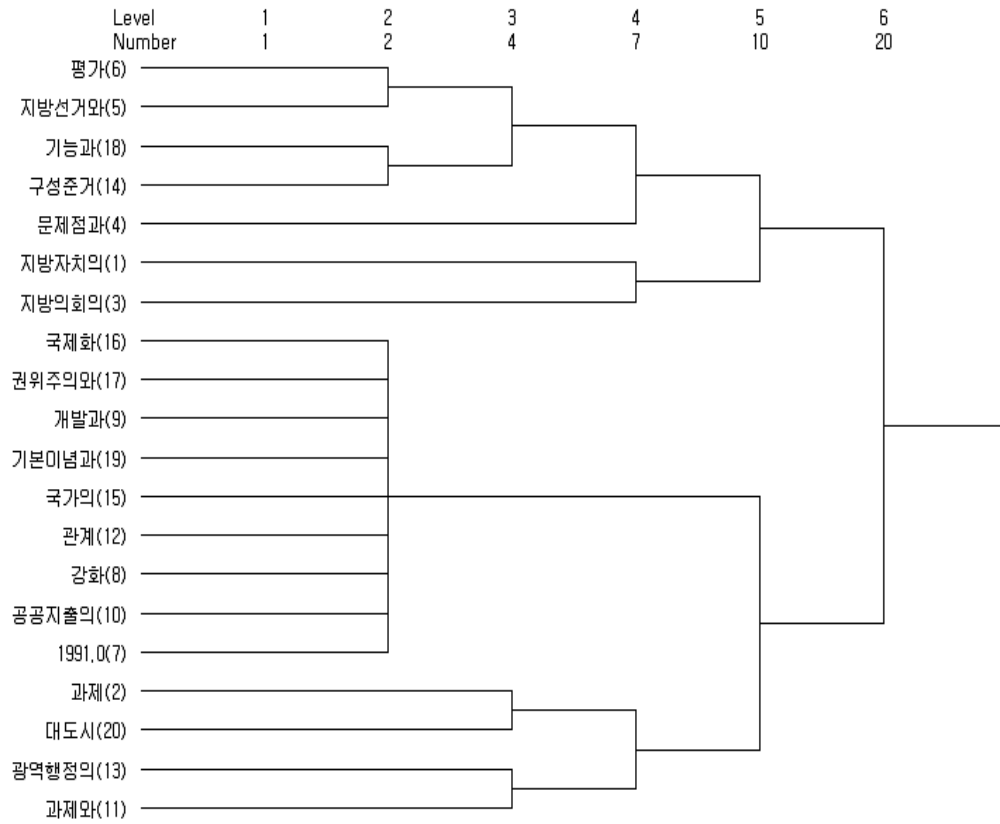 Level 1 2 3 4 5 6
Number 1 2 4 7 10 20
평가(6)
지방선거와(5)
기능과(18)
구성준거(14)
문제점과(4)
지방자치의(1)
지방의회의(3)
국제화(16)
권위주의와(17)
개발과(9)
기본이념과(19)
국가의(15)
관계(12)
강화(8)
공공지출의(10)
1991.0(7)
과제(2)
대도시(20)
광역행정의(13)
과제와(11)